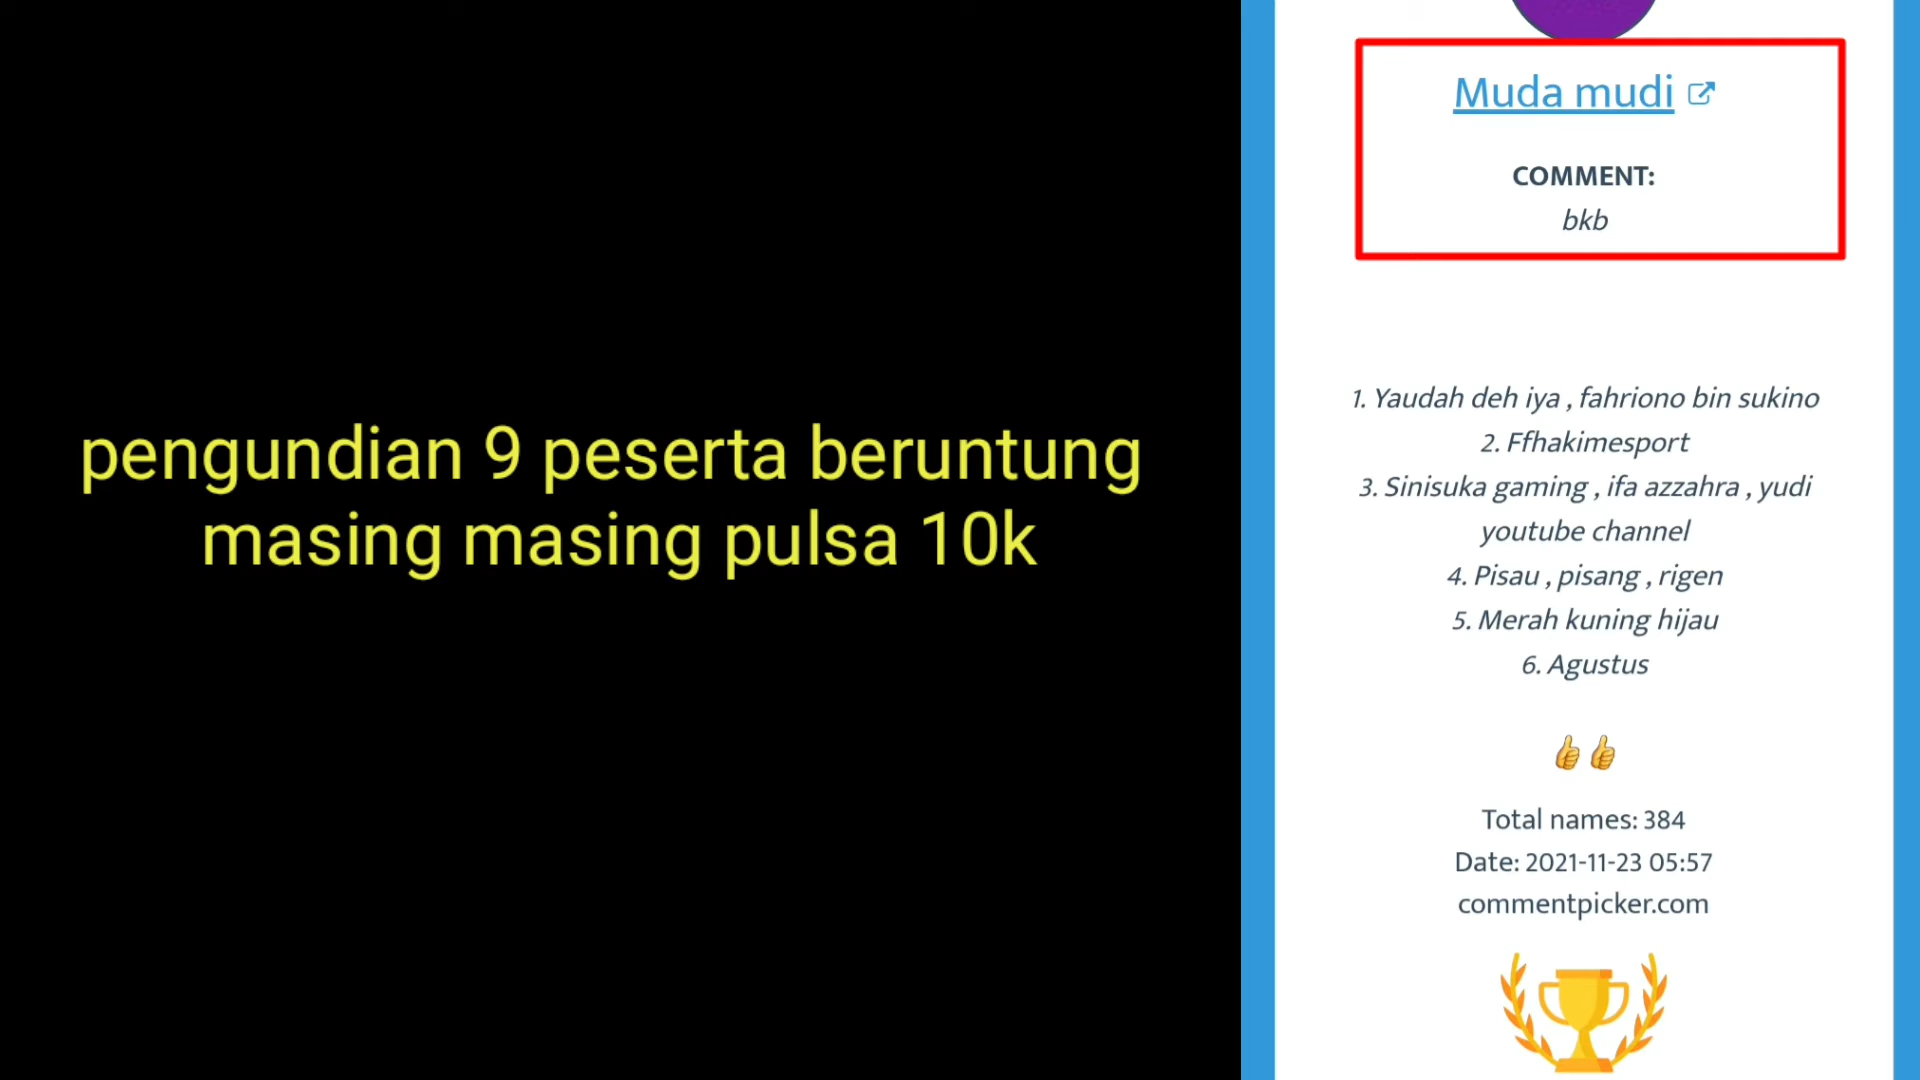 pengundian 9 peserta beruntung
masing masing pulsa 10k
Muda mudi
COMMENT:
bkb
1. Yaudah deh iya , fahriono bin sukino
2. Ffhakimesport
3. Sinisuka gaming , ifa azzahra , yudi
youtube channel
4. Pisau , pisang , rigen
5. Merah kuning hijau
6. Agustus
👍👍
Total names: 384
Date: 2021-11-23 05:57
commentpicker.com